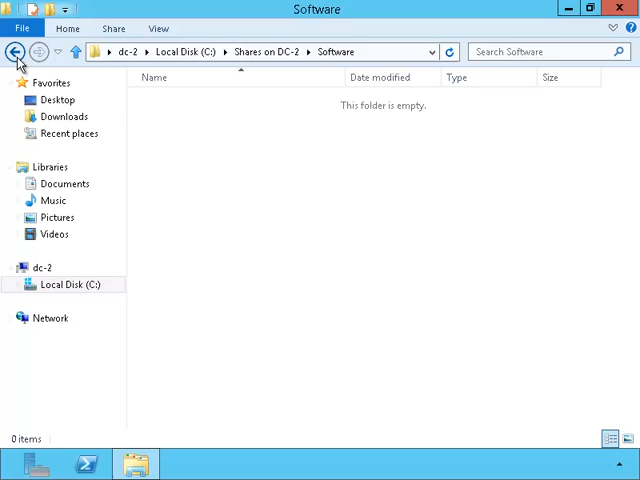 Software
File Home Share View
dc-2 Local Disk (C:) Shares on DC-2 Software Search Software
Name Date modified Type Size
This folder is empty.
Favorites
Desktop
Downloads
Recent places
Libraries
Documents
Music
Pictures
Videos
dc-2
Local Disk (C:)
Network
0 items